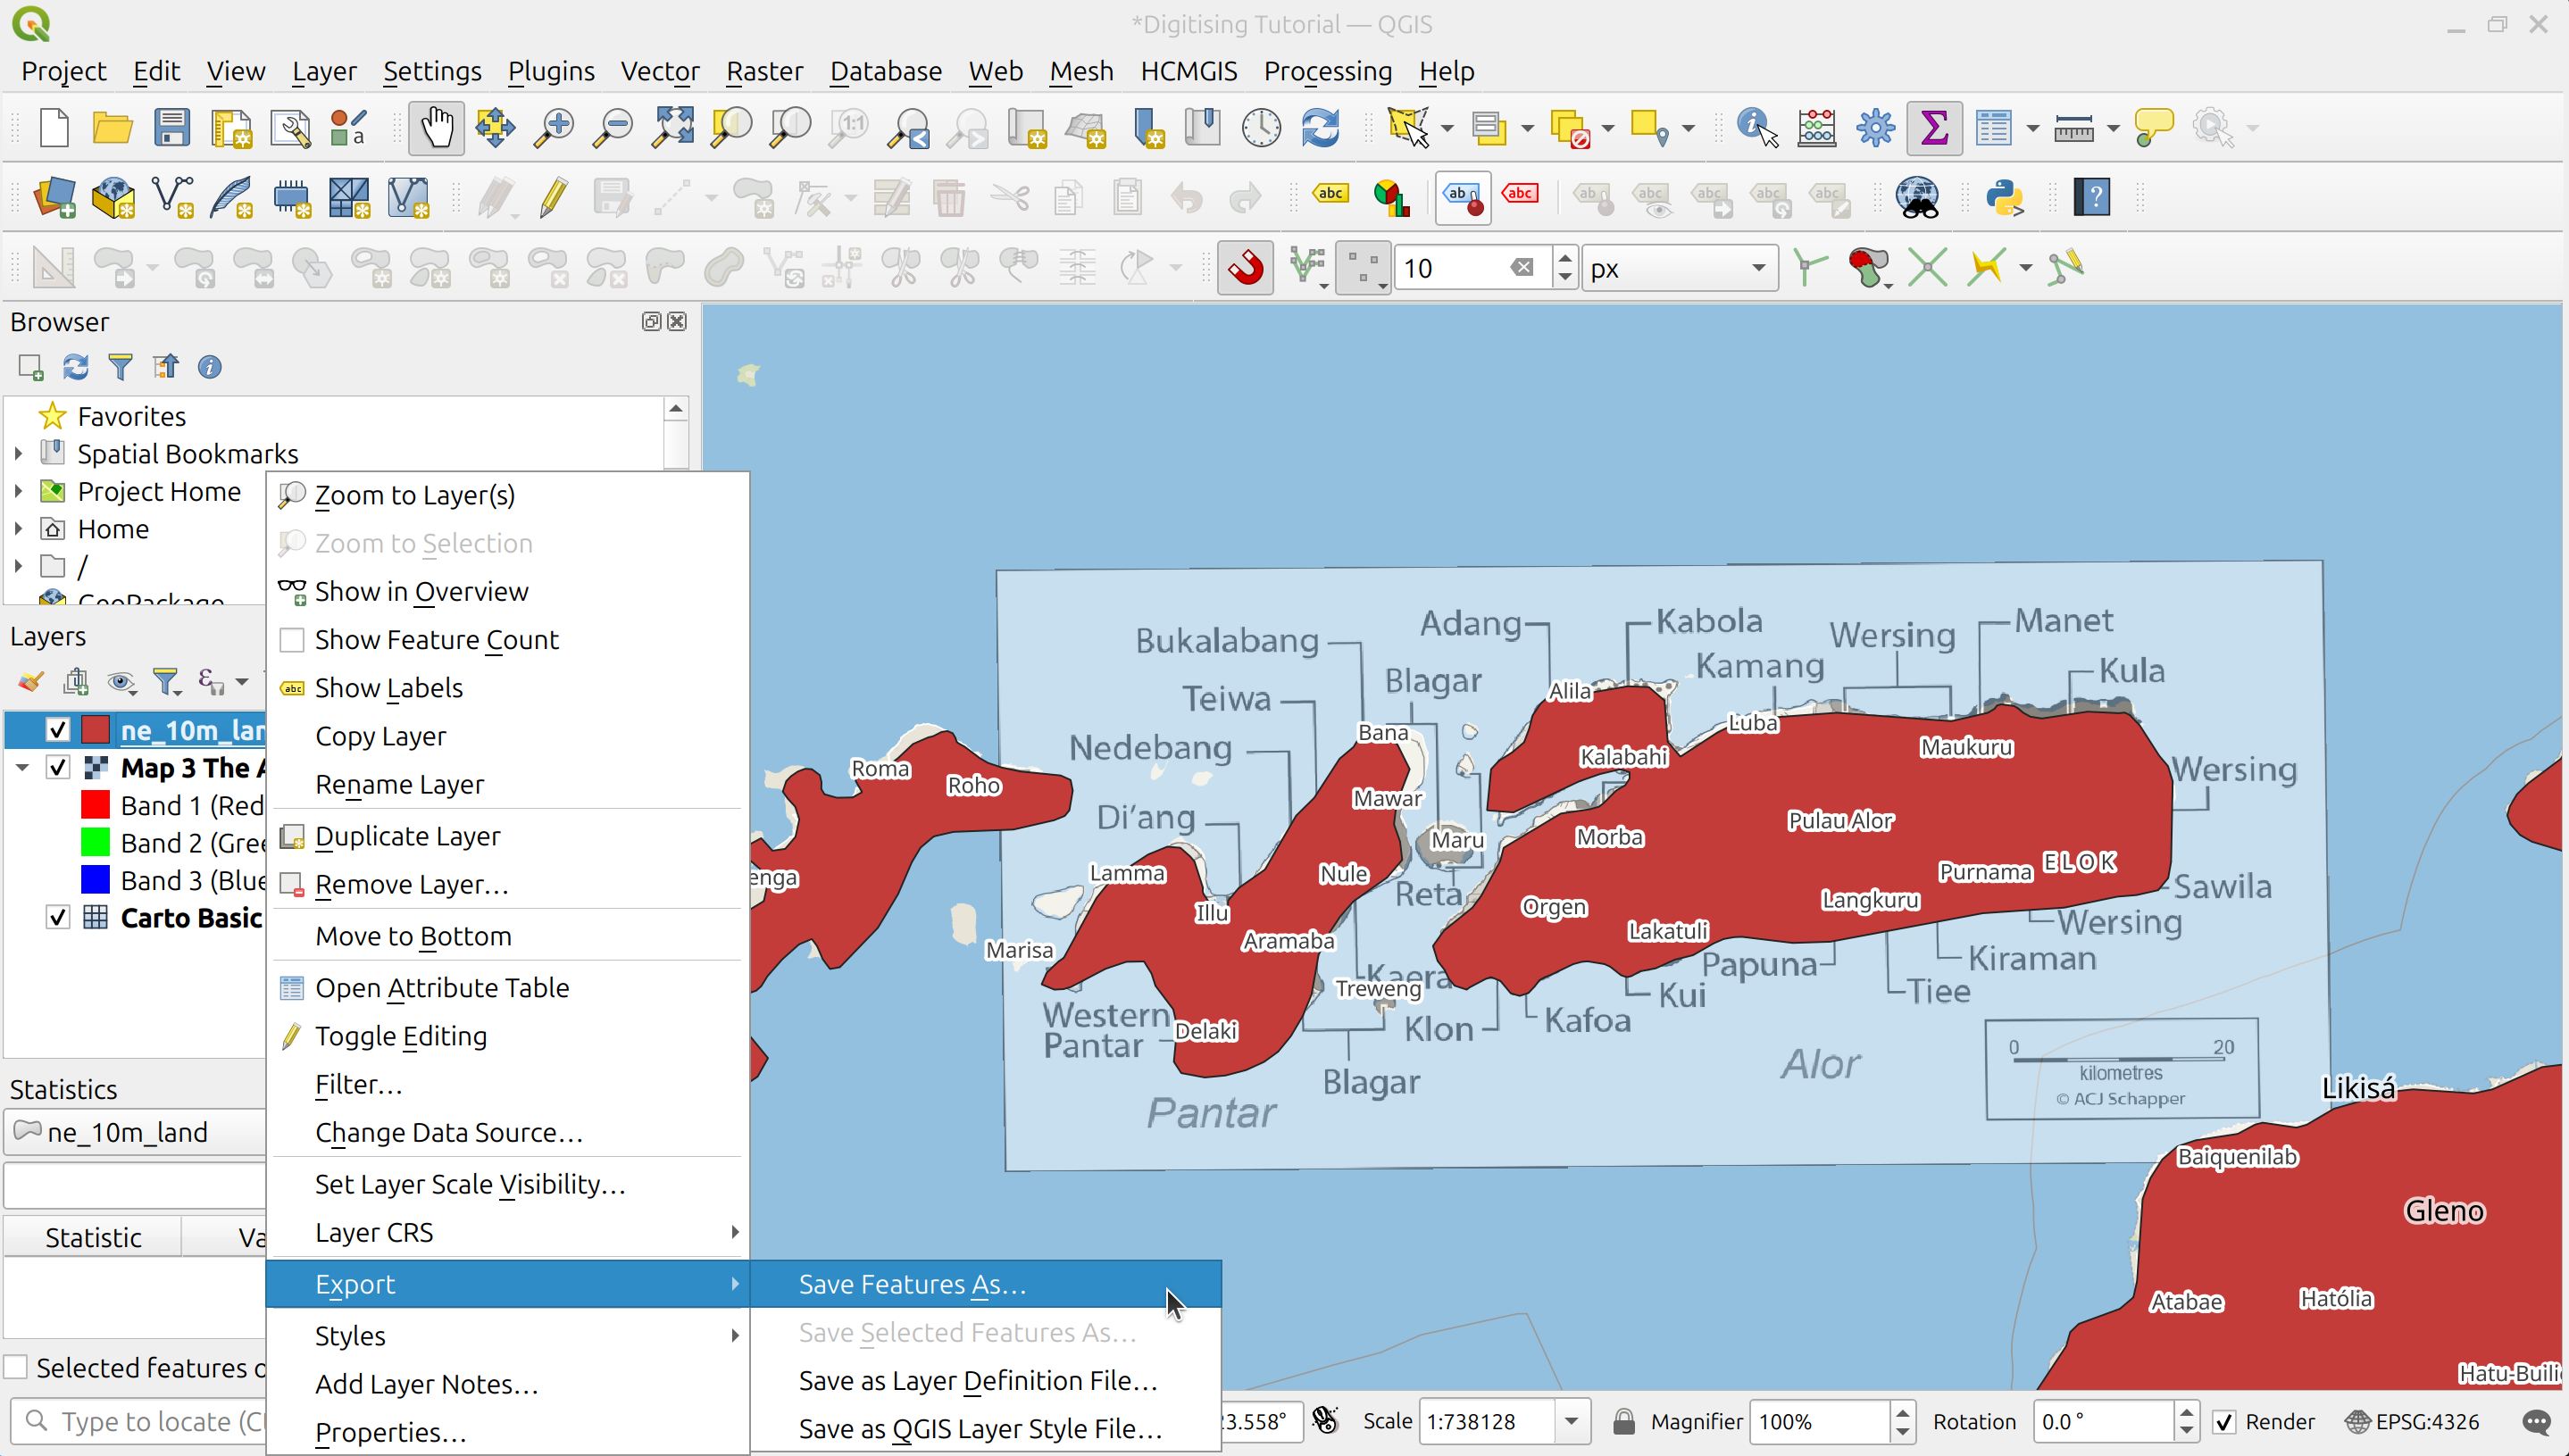 *Digitising Tutorial — QGIS
Project Edit View Layer Settings Plugins Vector Raster Database Web Mesh HCMGIS Processing Help
10 px
Browser
Favorites
Spatial Bookmarks
Project Home
Home
/
GeoPackage
Layers
ne_10m_lan
Map 3 The A
Band 1 (Red
Band 2 (Gree
Band 3 (Blue
Carto Basic
Statistics
ne_10m_land
Statistic Va
Selected features o
Type to locate (Ct
Zoom to Layer(s)
Zoom to Selection
Show in Overview
Show Feature Count
Show Labels
Copy Layer
Rename Layer
Duplicate Layer
Remove Layer…
Move to Bottom
Open Attribute Table
Toggle Editing
Filter…
Change Data Source…
Set Layer Scale Visibility…
Layer CRS
Export
Styles
Add Layer Notes…
Properties…
Save Features As…
Save Selected Features As…
Save as Layer Definition File…
Save as QGIS Layer Style File…
Bukalabang
Adang
Kabola
Wersing
Manet
Teiwa
Blagar
Kamang
Kula
Alila
Nedebang
Bana
Luba
Maukuru
Kalabahi
Wersing
Roma
Roho
Mawar
Di'ang
Pulau Alor
Maru
Morba
enga
Lamma
Nule
Purnama
ELOK
Reta
Langkuru
Sawila
Illu
Orgen
Lakatuli
Wersing
Marisa
Aramaba
Kaera
Papuna
Kiraman
Treweng
Kui
Tiee
Western
Pantar
Delaki
Klon
Kafoa
Blagar
Alor
Pantar
0 20
kilometres
© ACJ Schapper
Likisá
Baiquenilab
Gleno
Atabae
Hatólia
Hatu-Builic
3.558° Scale 1:738128 Magnifier 100% Rotation 0.0 ° Render EPSG:4326